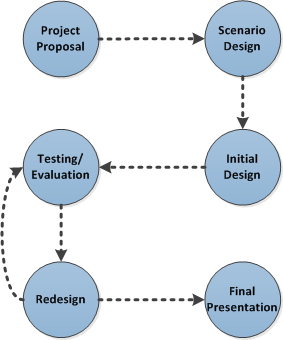 Project
Proposal
Scenario
Design
Testing/
Evaluation
Initial
Design
Redesign
Final
Presentation